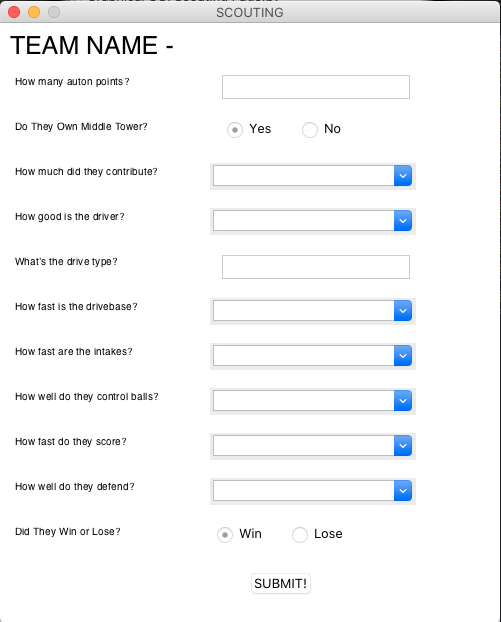 SCOUTING
TEAM NAME -
How many auton points?
Do They Own Middle Tower?
Yes
No
How much did they contribute?
How good is the driver?
What's the drive type?
How fast is the drivebase?
How fast are the intakes?
How well do they control balls?
How fast do they score?
How well do they defend?
Did They Win or Lose?
Win
Lose
SUBMIT!